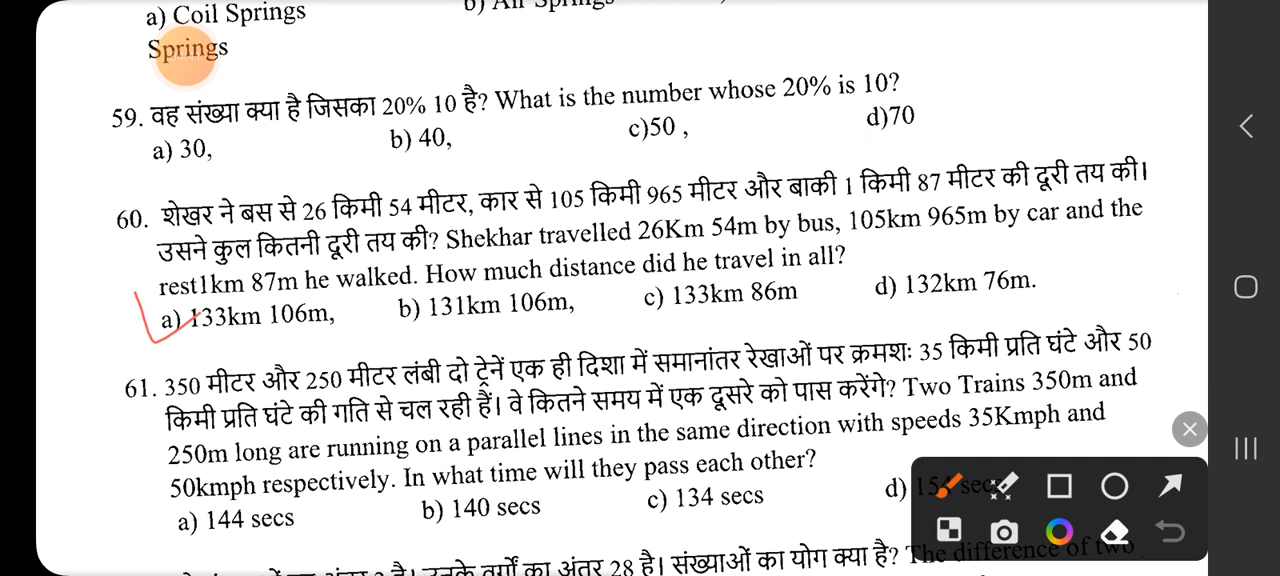 a) Coil Springs b) Air Springs
Springs
59. वह संख्या क्या है जिसका 20% 10 है? What is the number whose 20% is 10?
a) 30, b) 40, c)50 , d)70
60. शेखर ने बस से 26 किमी 54 मीटर, कार से 105 किमी 965 मीटर और बाकी 1 किमी 87 मीटर की दूरी तय की।
उसने कुल कितनी दूरी तय की? Shekhar travelled 26Km 54m by bus, 105km 965m by car and the
rest1km 87m he walked. How much distance did he travel in all?
a) 133km 106m, b) 131km 106m, c) 133km 86m d) 132km 76m.
61. 350 मीटर और 250 मीटर लंबी दो ट्रेनें एक ही दिशा में समानांतर रेखाओं पर क्रमशः 35 किमी प्रति घंटे और 50
किमी प्रति घंटे की गति से चल रही हैं। वे कितने समय में एक दूसरे को पास करेंगे? Two Trains 350m and
250m long are running on a parallel lines in the same direction with speeds 35Kmph and
50kmph respectively. In what time will they pass each other?
a) 144 secs b) 140 secs c) 134 secs d) 154 secs
उनके वर्गों का अंतर 28 है। संख्याओं का योग क्या है? The difference of two